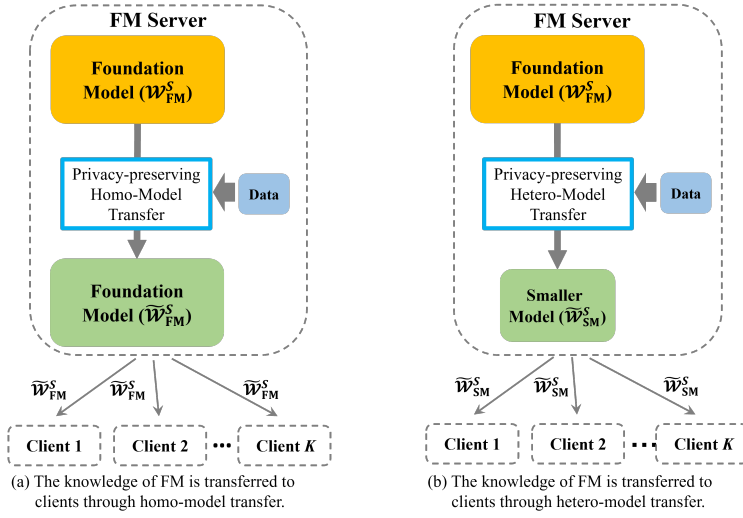 FM Server
Foundation
Model (𝓦ˢ_FM)
Privacy-preserving
Homo-Model
Transfer
Data
Foundation
Model (𝓦̃ˢ_FM)
𝓦̃ˢ_FM 𝓦̃ˢ_FM 𝓦̃ˢ_FM
Client 1 Client 2 ••• Client K
(a) The knowledge of FM is transferred to
clients through homo-model transfer.
FM Server
Foundation
Model (𝓦ˢ_FM)
Privacy-preserving
Hetero-Model
Transfer
Data
Smaller
Model (𝓦̃ˢ_SM)
𝓦̃ˢ_SM 𝓦̃ˢ_SM 𝓦̃ˢ_SM
Client 1 Client 2 ••• Client K
(b) The knowledge of FM is transferred to
clients through hetero-model transfer.